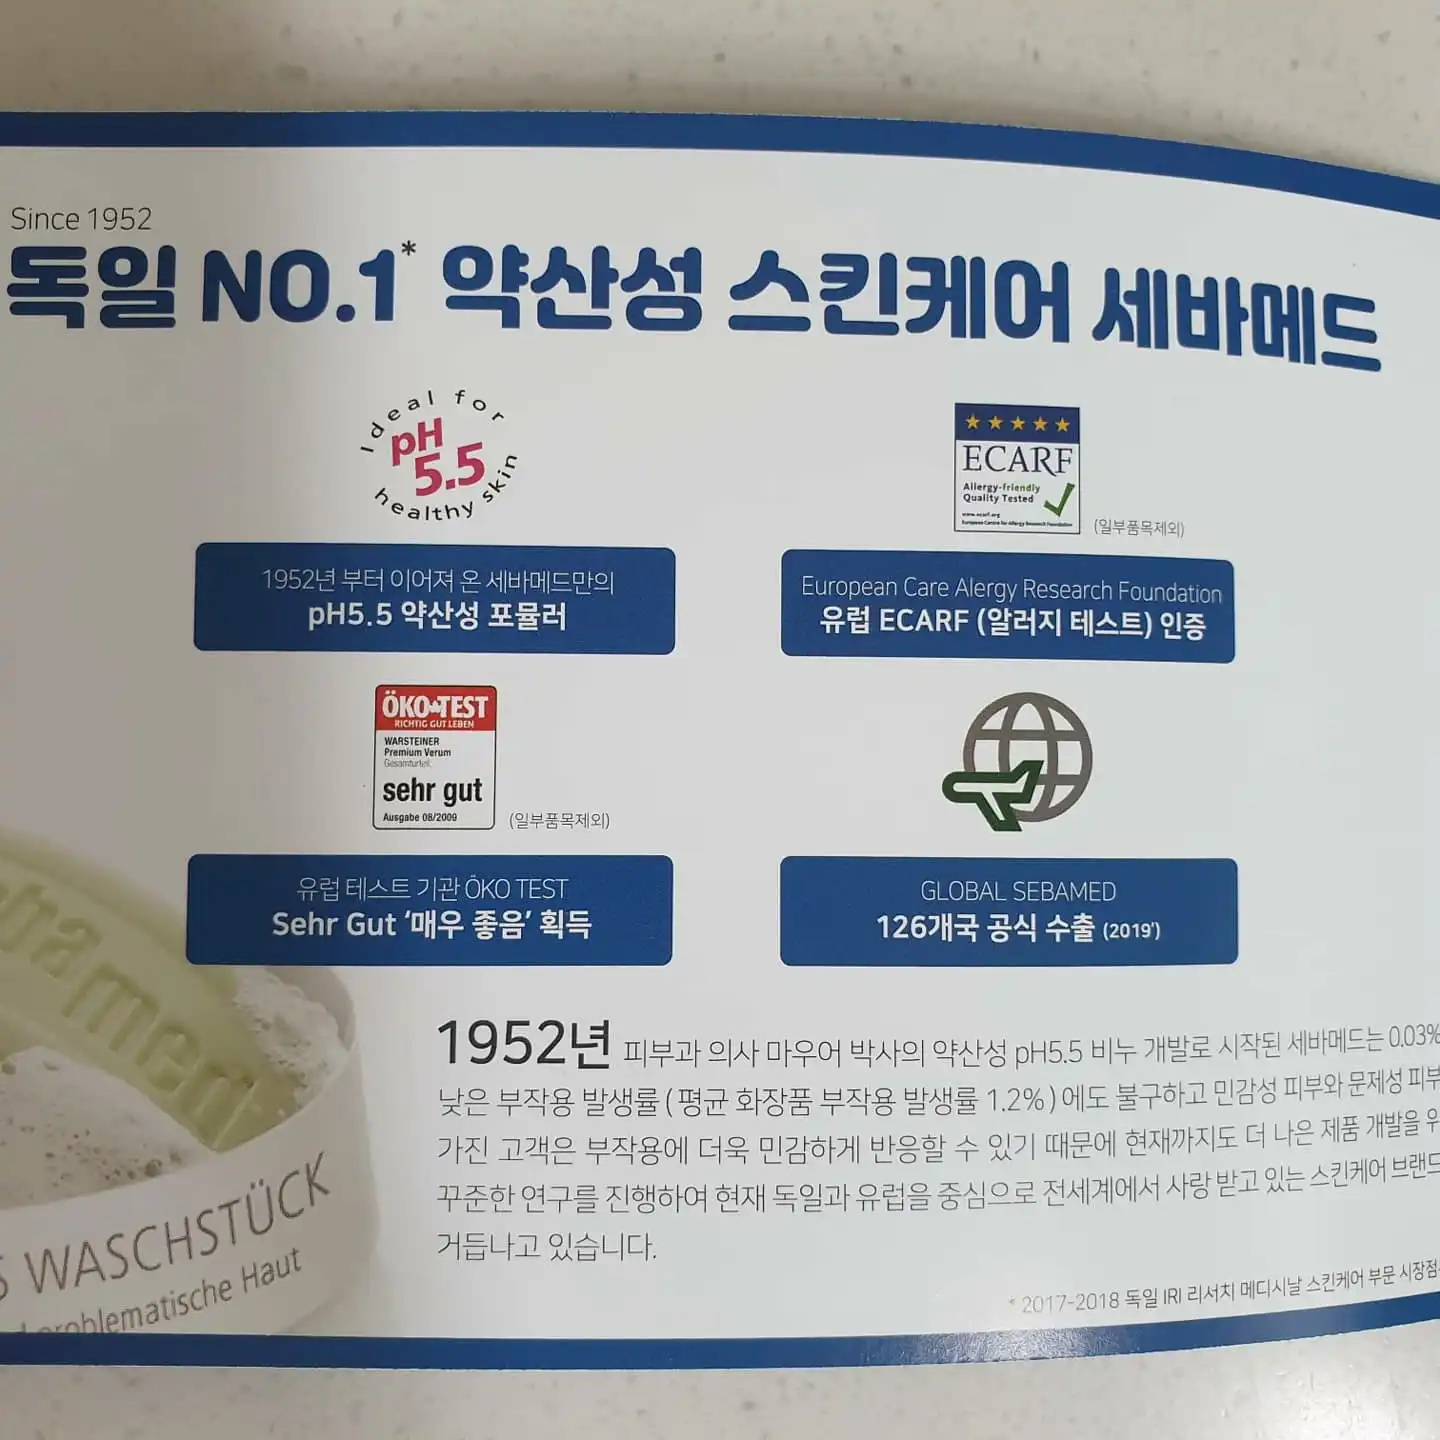 Since 1952
독일 NO.1* 약산성 스킨케어 세바메드
Ideal for
pH
5.5
healthy skin
1952년 부터 이어져 온 세바메드만의
pH5.5 약산성 포뮬러
ECARF
Allergy-friendly
Quality Tested
www.ecarf.org
European Centre for Allergy Research Foundation
(일부품목제외)
European Care Alergy Research Foundation
유럽 ECARF (알러지 테스트) 인증
ÖKO-TEST
RICHTIG GUT LEBEN
WARSTEINER
Premium Verum
Gesamturteil:
sehr gut
Ausgabe 08/2009
(일부품목제외)
유럽 테스트 기관 ÖKO TEST
Sehr Gut ‘매우 좋음’ 획득
GLOBAL SEBAMED
126개국 공식 수출 (2019')
1952년 피부과 의사 마우어 박사의 약산성 pH5.5 비누 개발로 시작된 세바메드는 0.03%
낮은 부작용 발생률 ( 평균 화장품 부작용 발생률 1.2% ) 에도 불구하고 민감성 피부와 문제성 피부
가진 고객은 부작용에 더욱 민감하게 반응할 수 있기 때문에 현재까지도 더 나은 제품 개발을 위
꾸준한 연구를 진행하여 현재 독일과 유럽을 중심으로 전세계에서 사랑 받고 있는 스킨케어 브랜드
거듭나고 있습니다.
* 2017-2018 독일 IRI 리서치 메디시날 스킨케어 부문 시장점
bamed
S WASCHSTÜCK
problematische Haut